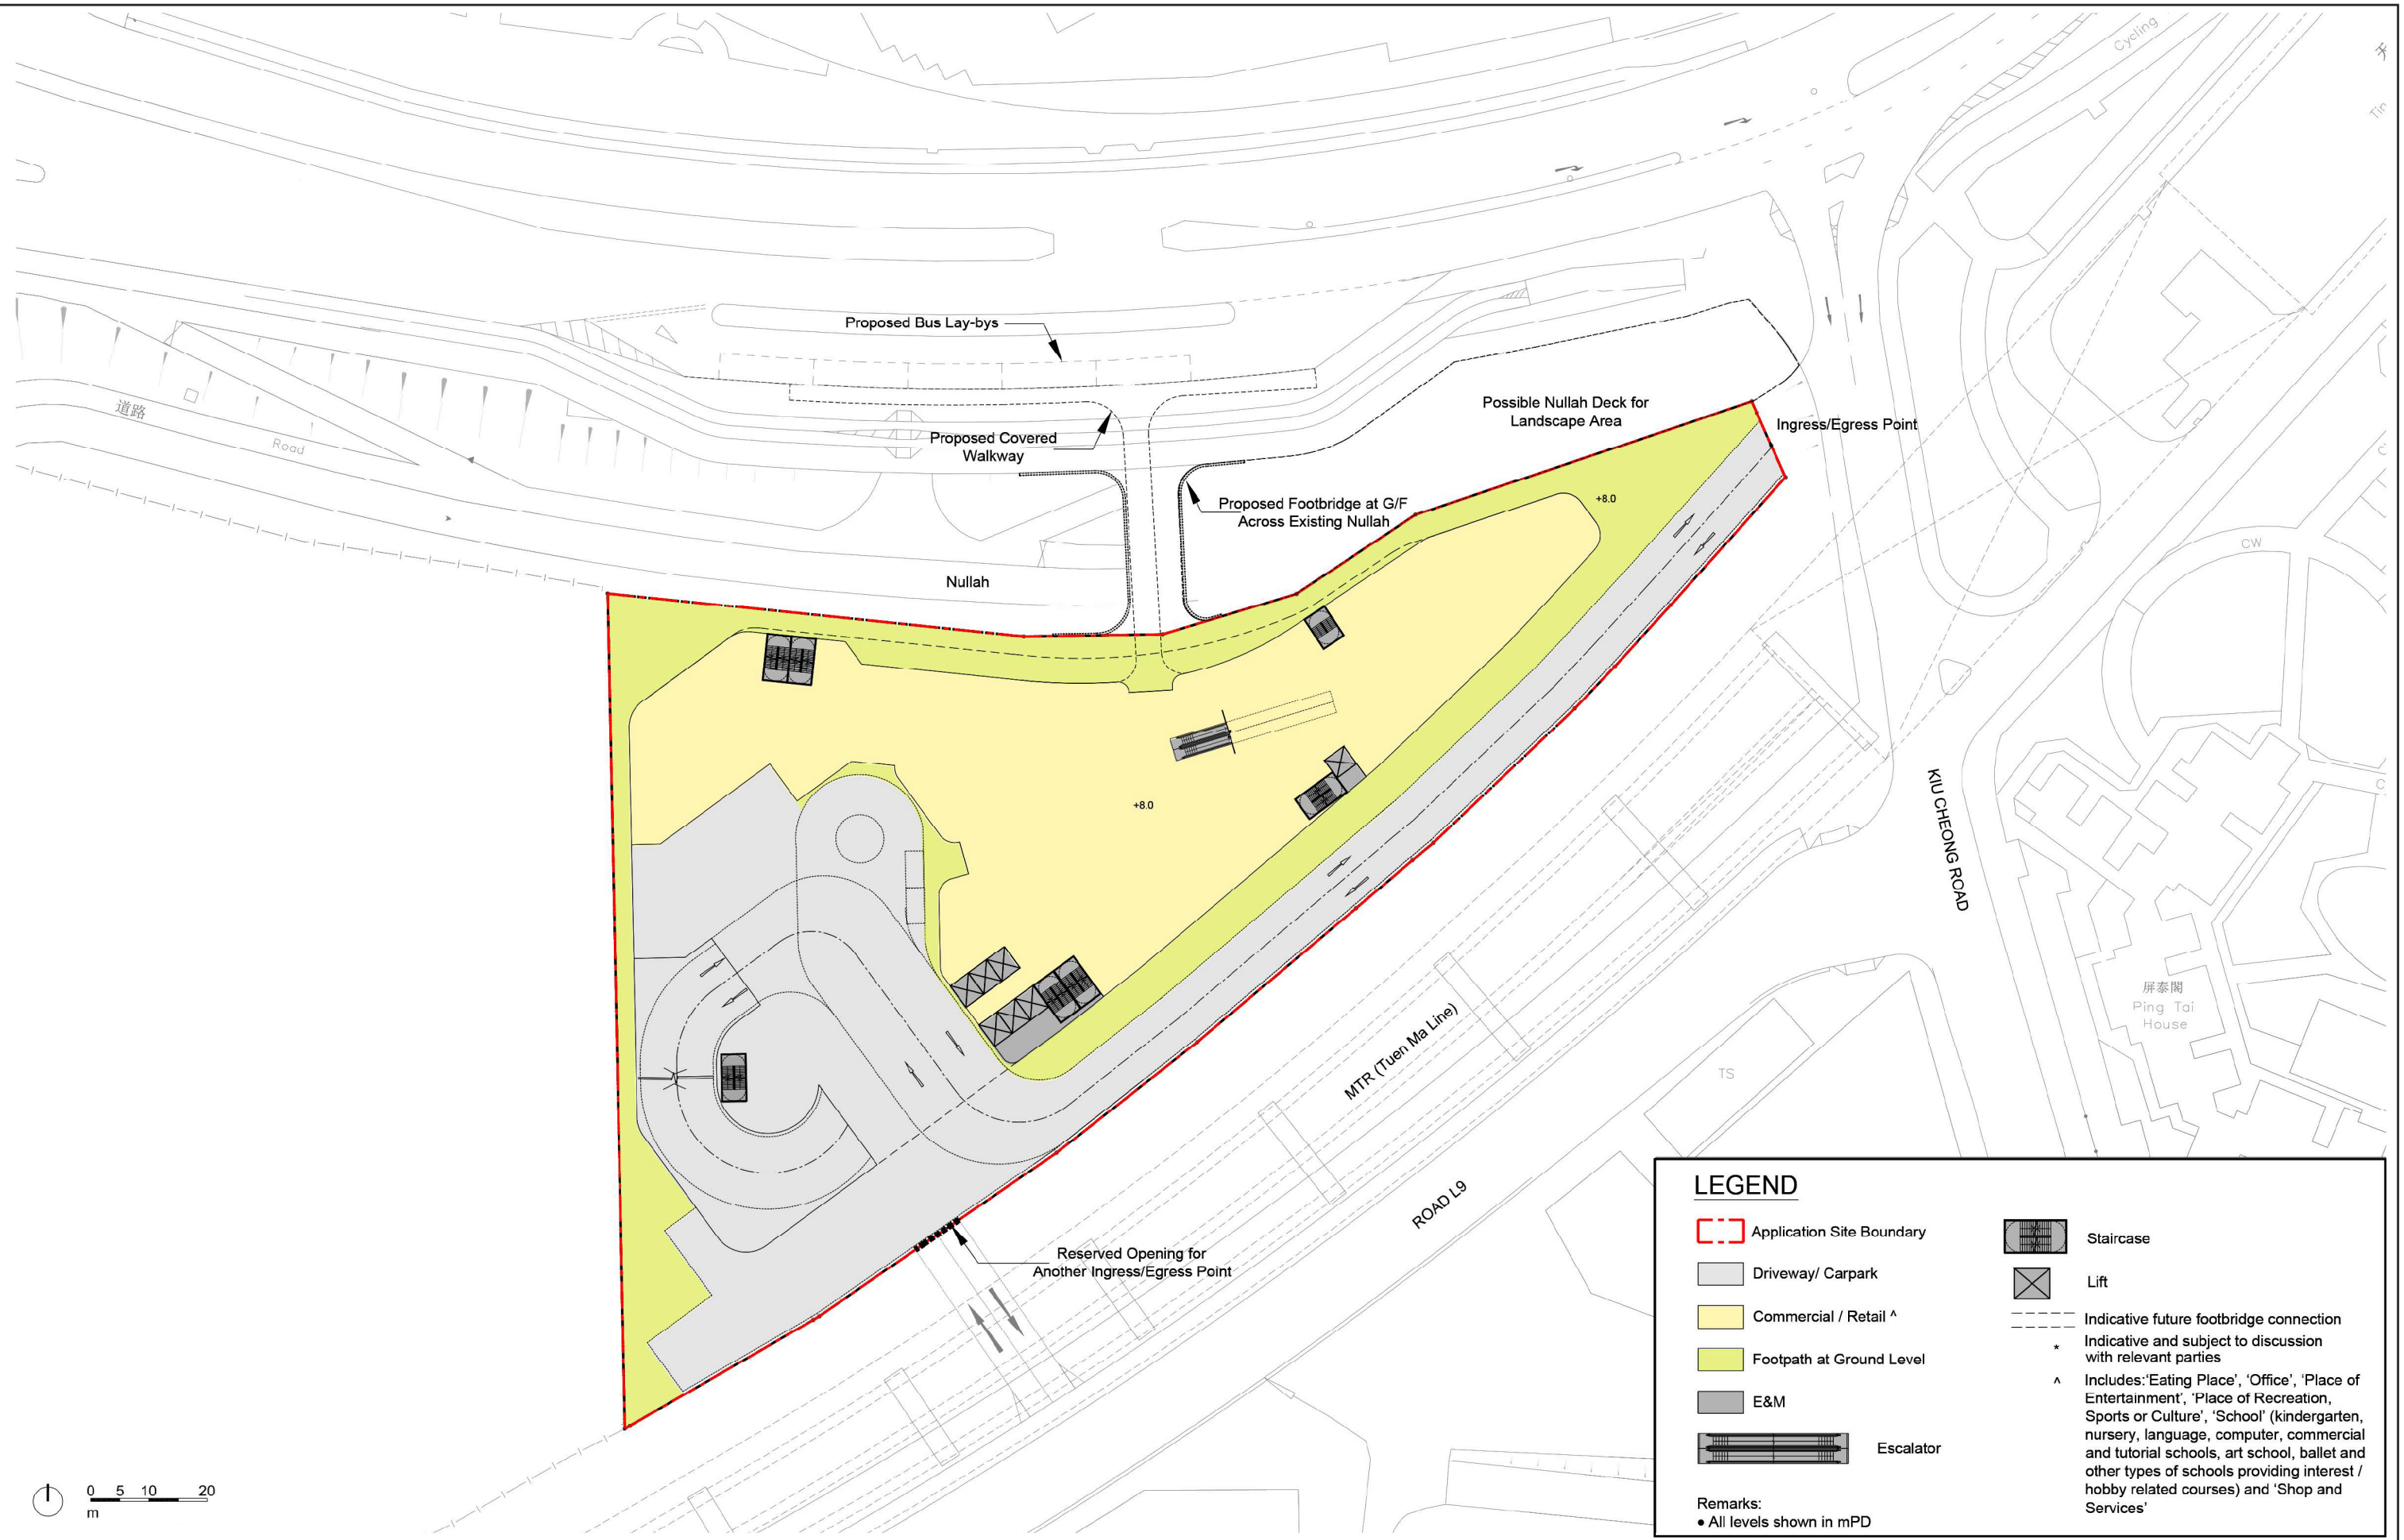 Cycling
天
Tin
Proposed Bus Lay-bys
道路
Road
Proposed Covered
Walkway
Possible Nullah Deck for
Landscape Area
Ingress/Egress Point
Proposed Footbridge at G/F
Across Existing Nullah
+8.0
Nullah
CW
+8.0
KIU CHEONG ROAD
屏泰閣
Ping Tai
House
MTR (Tuen Ma Line)
TS
ROAD L9
Reserved Opening for
Another Ingress/Egress Point
0 5 10 20
m
LEGEND
Application Site Boundary
Driveway/ Carpark
Commercial / Retail ^
Footpath at Ground Level
E&M
Escalator
Remarks:
• All levels shown in mPD
Staircase
Lift
Indicative future footbridge connection
* Indicative and subject to discussion
with relevant parties
^ Includes:‘Eating Place’, ‘Office’, ‘Place of
Entertainment’, ‘Place of Recreation,
Sports or Culture’, ‘School’ (kindergarten,
nursery, language, computer, commercial
and tutorial schools, art school, ballet and
other types of schools providing interest /
hobby related courses) and ‘Shop and
Services’